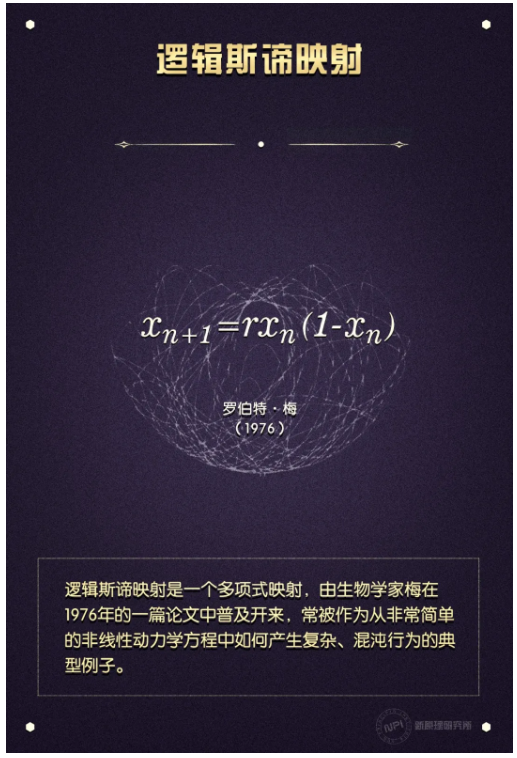 逻辑斯谛映射
xₙ₊₁=rxₙ(1-xₙ)
罗伯特·梅
（1976）
逻辑斯谛映射是一个多项式映射，由生物学家梅在
1976年的一篇论文中普及开来，常被作为从非常简单
的非线性动力学方程中如何产生复杂、混沌行为的典
型例子。
NPI